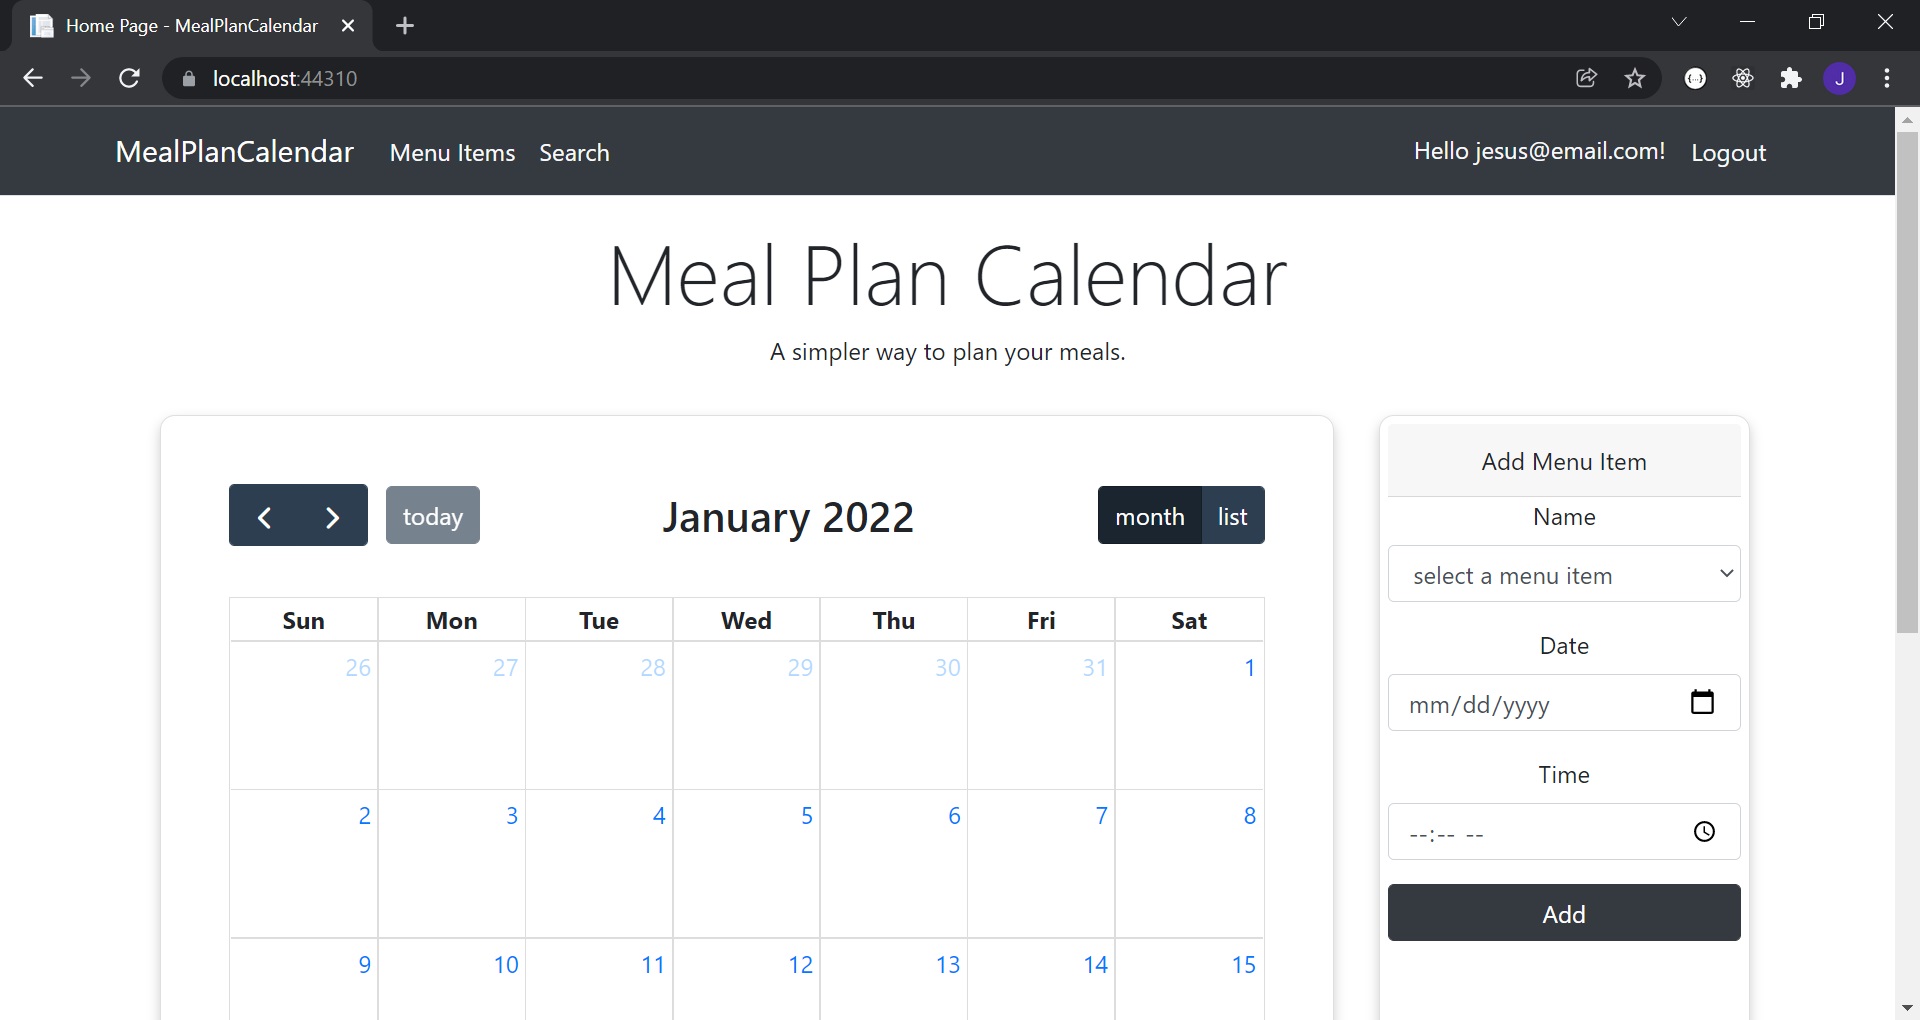 Home Page - MealPlanCalendar
localhost:44310
J
MealPlanCalendar Menu Items Search Hello jesus@email.com! Logout
Meal Plan Calendar
A simpler way to plan your meals.
today January 2022 month list
Sun Mon Tue Wed Thu Fri Sat
26 27 28 29 30 31 1
2 3 4 5 6 7 8
9 10 11 12 13 14 15
Add Menu Item
Name
select a menu item
Date
mm/dd/yyyy
Time
--:-- --
Add